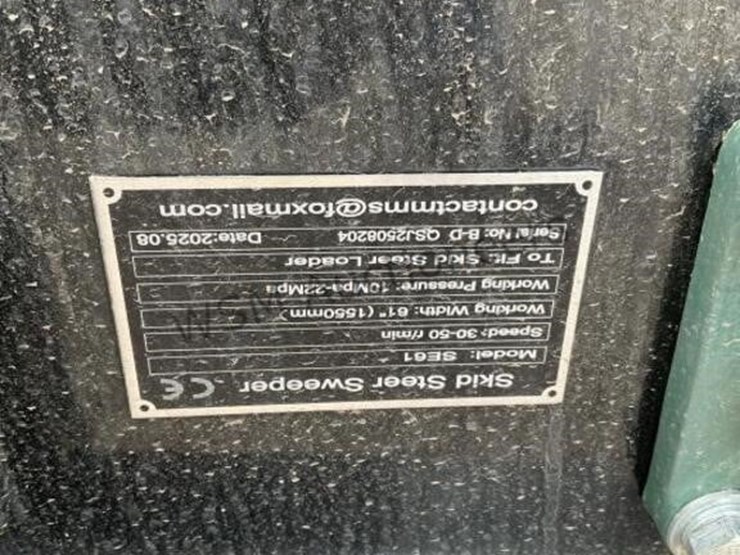 Skid Steer Sweeper CE
Model: SE61
Speed: 30-50 r/min
Working Width: 61" (1550mm)
Working Pressure: 10Mpa-22Mpa
To Fit: Skid Steer Loader
Serial No: B-D QSJ2508204 Date:2025.08
contactmms@foxmail.com